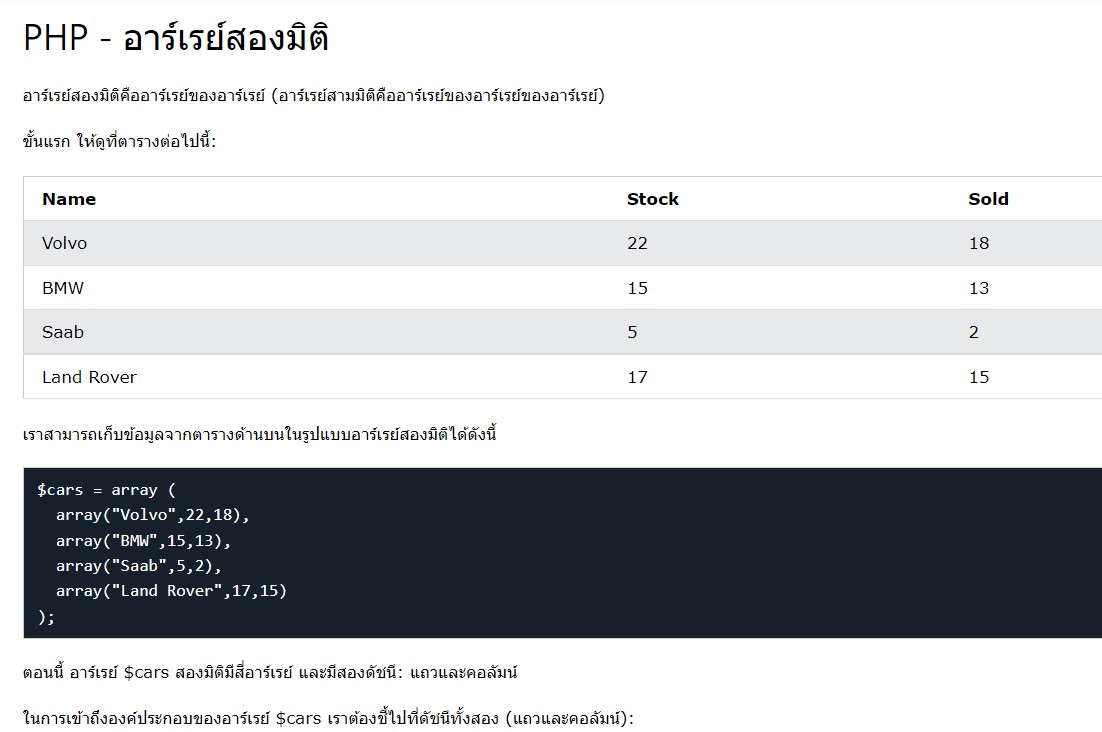 PHP - อาร์เรย์สองมิติ
อาร์เรย์สองมิติคืออาร์เรย์ของอาร์เรย์ (อาร์เรย์สามมิติคืออาร์เรย์ของอาร์เรย์ของอาร์เรย์)
ขั้นแรก ให้ดูที่ตารางต่อไปนี้:
Name Stock Sold
Volvo 22 18
BMW 15 13
Saab 5 2
Land Rover 17 15
เราสามารถเก็บข้อมูลจากตารางด้านบนในรูปแบบอาร์เรย์สองมิติได้ดังนี้
$cars = array (
  array("Volvo",22,18),
  array("BMW",15,13),
  array("Saab",5,2),
  array("Land Rover",17,15)
);
ตอนนี้ อาร์เรย์ $cars สองมิติมีสี่อาร์เรย์ และมีสองดัชนี: แถวและคอลัมน์
ในการเข้าถึงองค์ประกอบของอาร์เรย์ $cars เราต้องชี้ไปที่ดัชนีทั้งสอง (แถวและคอลัมน์):